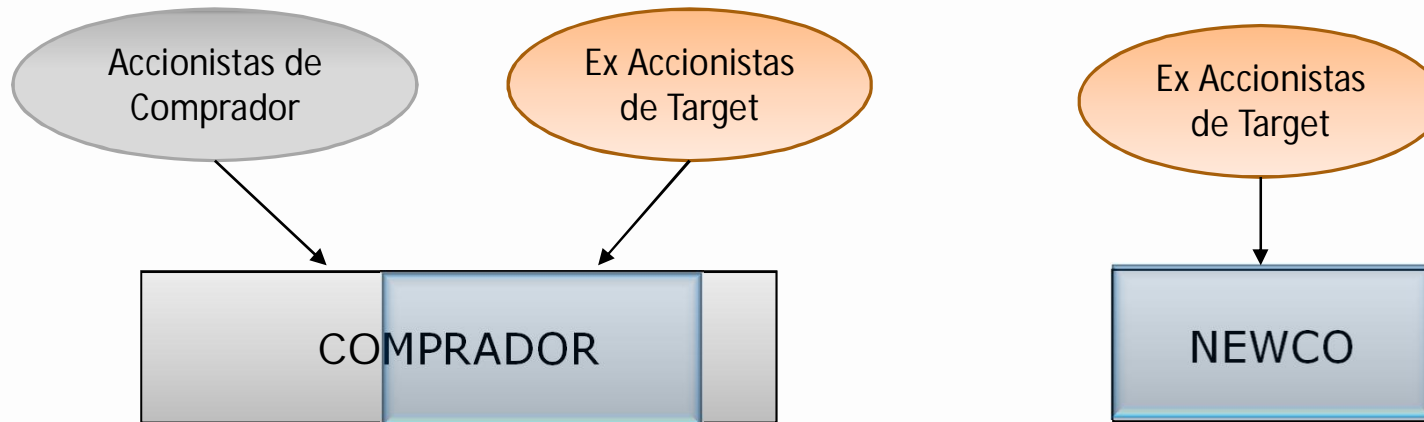 Accionistas de
Comprador
Ex Accionistas
de Target
Ex Accionistas
de Target
COMPRADOR
NEWCO